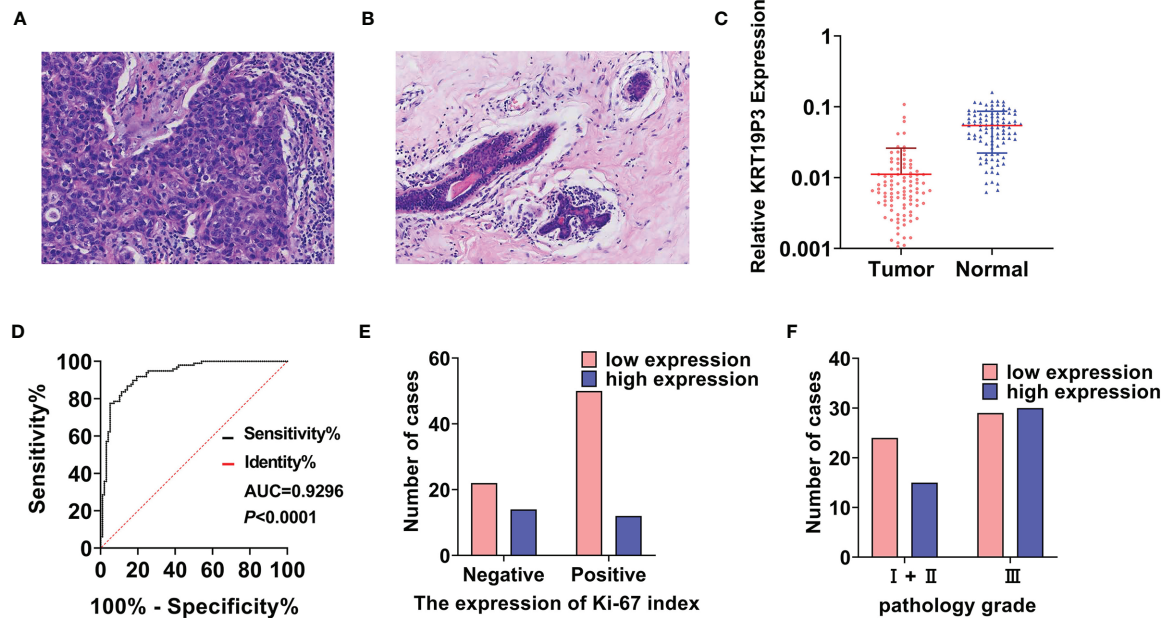 A
B
C
Relative KRT19P3 Expression
1
0.1
0.01
0.001
Tumor Normal
D
Sensitivity%
100
80
60
40
20
0
0 20 40 60 80 100
100% - Specificity%
Sensitivity%
Identity%
AUC=0.9296
P<0.0001
E
Number of cases
60
40
20
0
low expression
high expression
Negative Positive
The expression of Ki-67 index
F
Number of cases
40
30
20
10
0
low expression
high expression
Ⅰ + Ⅱ Ⅲ
pathology grade